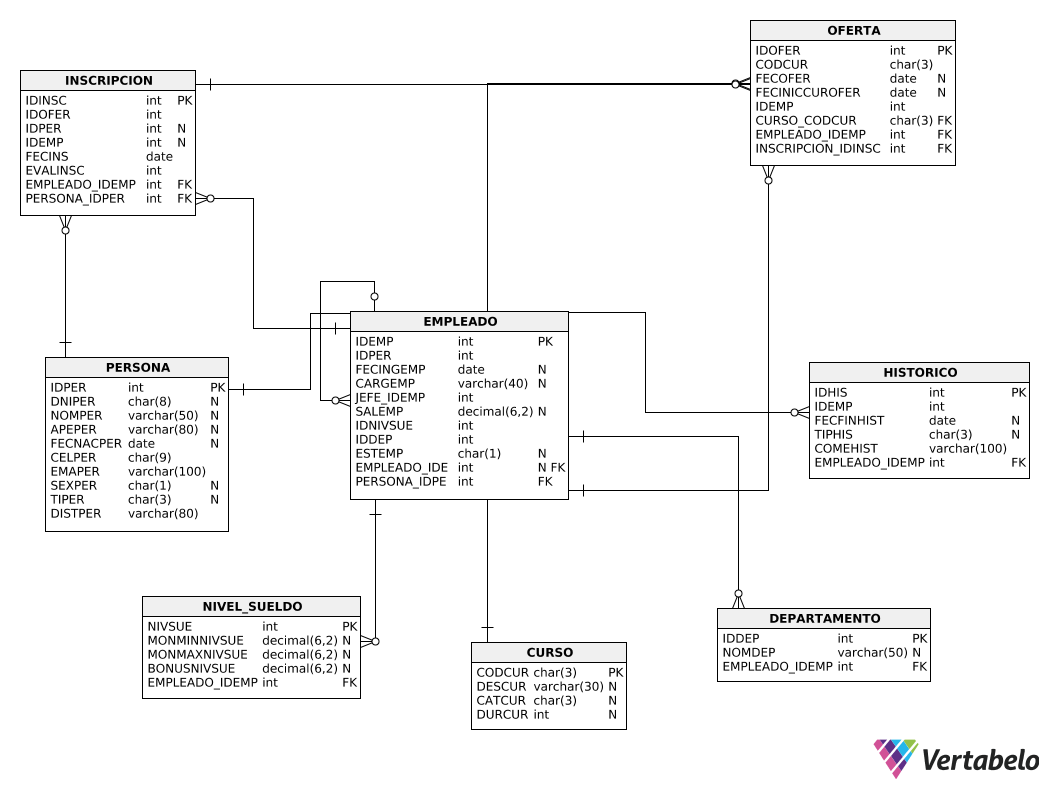 INSCRIPCION
IDINSC int PK
IDOFER int
IDPER int N
IDEMP int N
FECINS date
EVALINSC int
EMPLEADO_IDEMP int FK
PERSONA_IDPER int FK
OFERTA
IDOFER int PK
CODCUR char(3)
FECOFER date N
FECINICCUROFER date N
IDEMP int
CURSO_CODCUR char(3) FK
EMPLEADO_IDEMP int FK
INSCRIPCION_IDINSC int FK
EMPLEADO
IDEMP int PK
IDPER int
FECINGEMP date N
CARGEMP varchar(40) N
JEFE_IDEMP int
SALEMP decimal(6,2) N
IDNIVSUE int
IDDEP int
ESTEMP char(1) N
EMPLEADO_IDE int N FK
PERSONA_IDPE int FK
PERSONA
IDPER int PK
DNIPER char(8) N
NOMPER varchar(50) N
APEPER varchar(80) N
FECNACPER date N
CELPER char(9)
EMAPER varchar(100)
SEXPER char(1) N
TIPER char(3) N
DISTPER varchar(80)
HISTORICO
IDHIS int PK
IDEMP int
FECFINHIST date N
TIPHIS char(3) N
COMEHIST varchar(100)
EMPLEADO_IDEMP int FK
NIVEL_SUELDO
NIVSUE int PK
MONMINNIVSUE decimal(6,2) N
MONMAXNIVSUE decimal(6,2) N
BONUSNIVSUE decimal(6,2) N
EMPLEADO_IDEMP int FK
CURSO
CODCUR char(3) PK
DESCUR varchar(30) N
CATCUR char(3) N
DURCUR int N
DEPARTAMENTO
IDDEP int PK
NOMDEP varchar(50) N
EMPLEADO_IDEMP int FK
Vertabelo